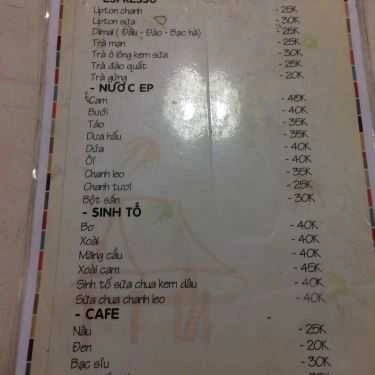 ESPRESSO
Lipton chanh - 25K
Lipton sữa - 30K
Dilmal ( Dâu - Đào - Bạc hà) - 25K
Trà mạn - 25K
Trà ô lông kem sữa - 30K
Trà đào quất - 25K
Trà gừng - 20K
- NƯỚC ÉP
Cam - 45K
Bưởi - 40K
Táo - 35K
Dưa hấu - 35K
Dứa - 40K
Ổi - 40K
Chanh leo - 35K
Chanh tươi - 25K
Bột sắn - 30K
- SINH TỐ
Bơ - 40K
Xoài - 40K
Mãng cầu - 40K
Xoài cam - 45K
Sinh tố sữa chua kem dâu - 40K
Sữa chua chanh leo - 40K
- CAFE -
Nâu - 25K
Đen - 20K
Bạc sỉu - 30K